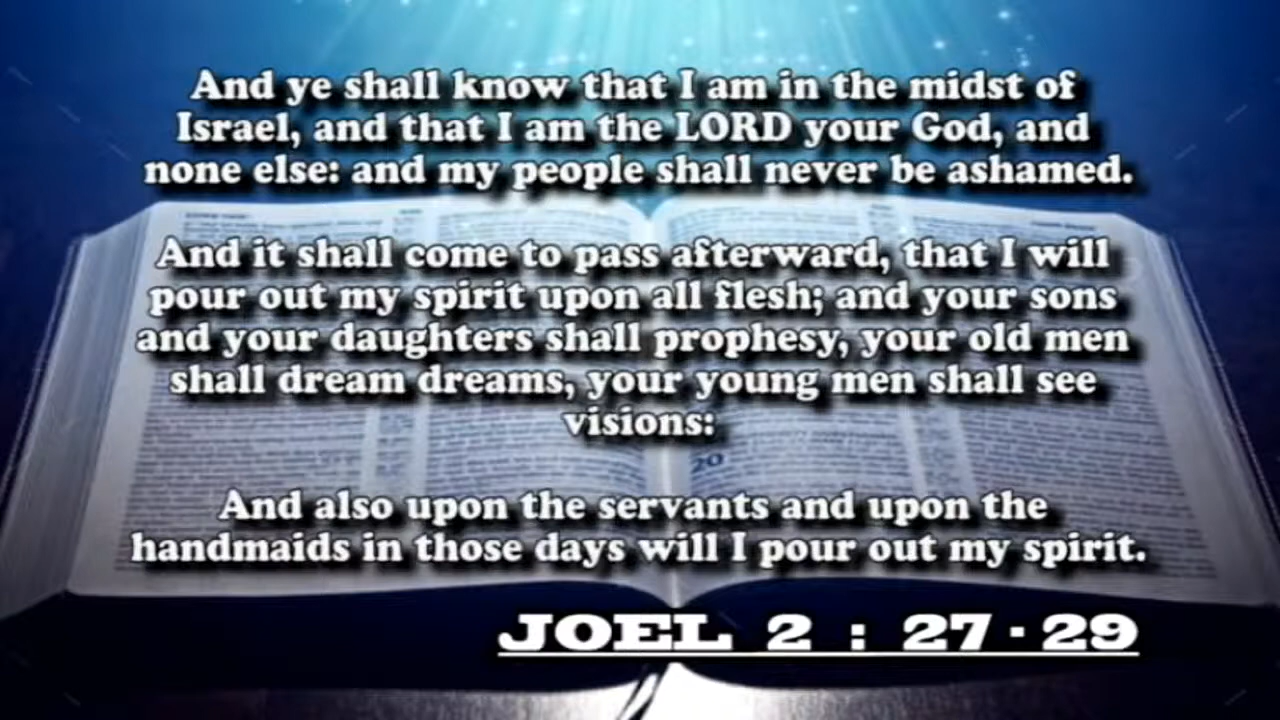 And ye shall know that I am in the midst of
Israel, and that I am the LORD your God, and
none else: and my people shall never be ashamed.
And it shall come to pass afterward, that I will
pour out my spirit upon all flesh; and your sons
and your daughters shall prophesy, your old men
shall dream dreams, your young men shall see
visions:
20
And also upon the servants and upon the
handmaids in those days will I pour out my spirit.
JOEL 2 : 27 - 29